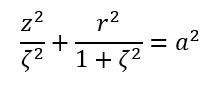 z²/ζ² + r²/(1 + ζ²) = a²